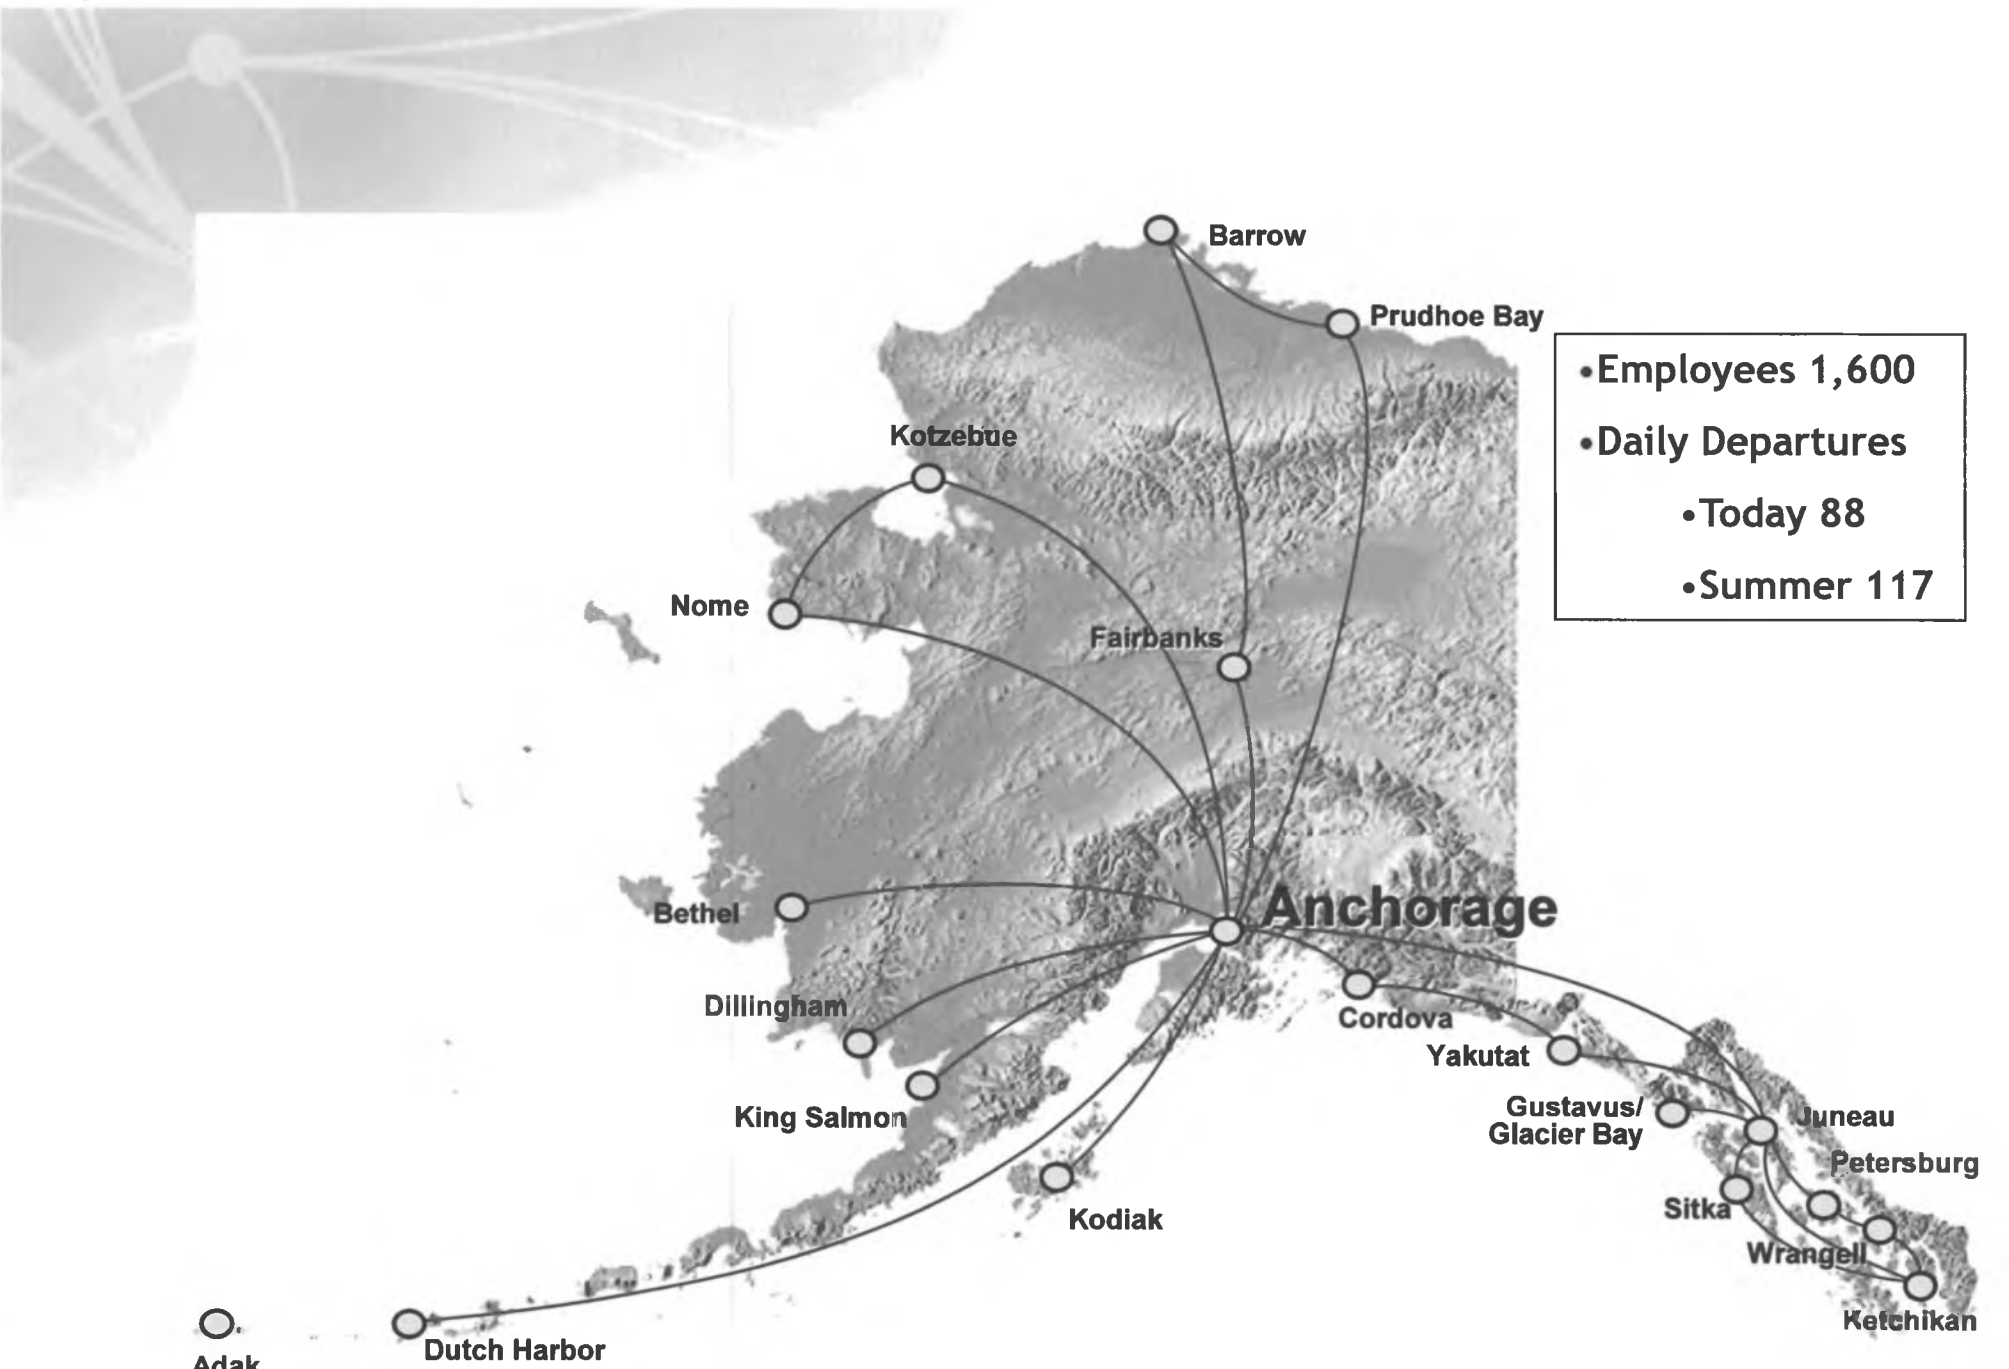 Barrow
Prudhoe Bay
•Employees 1,600
•Daily Departures
•Today 88
•Summer 117
Kotzebue
Nome
Fairbanks
Bethel
Anchorage
Dillingham
Cordova
Yakutat
King Salmon
Gustavus/
Glacier Bay
Juneau
Petersburg
Sitka
Kodiak
Wrangell
Ketchikan
Dutch Harbor
Adak